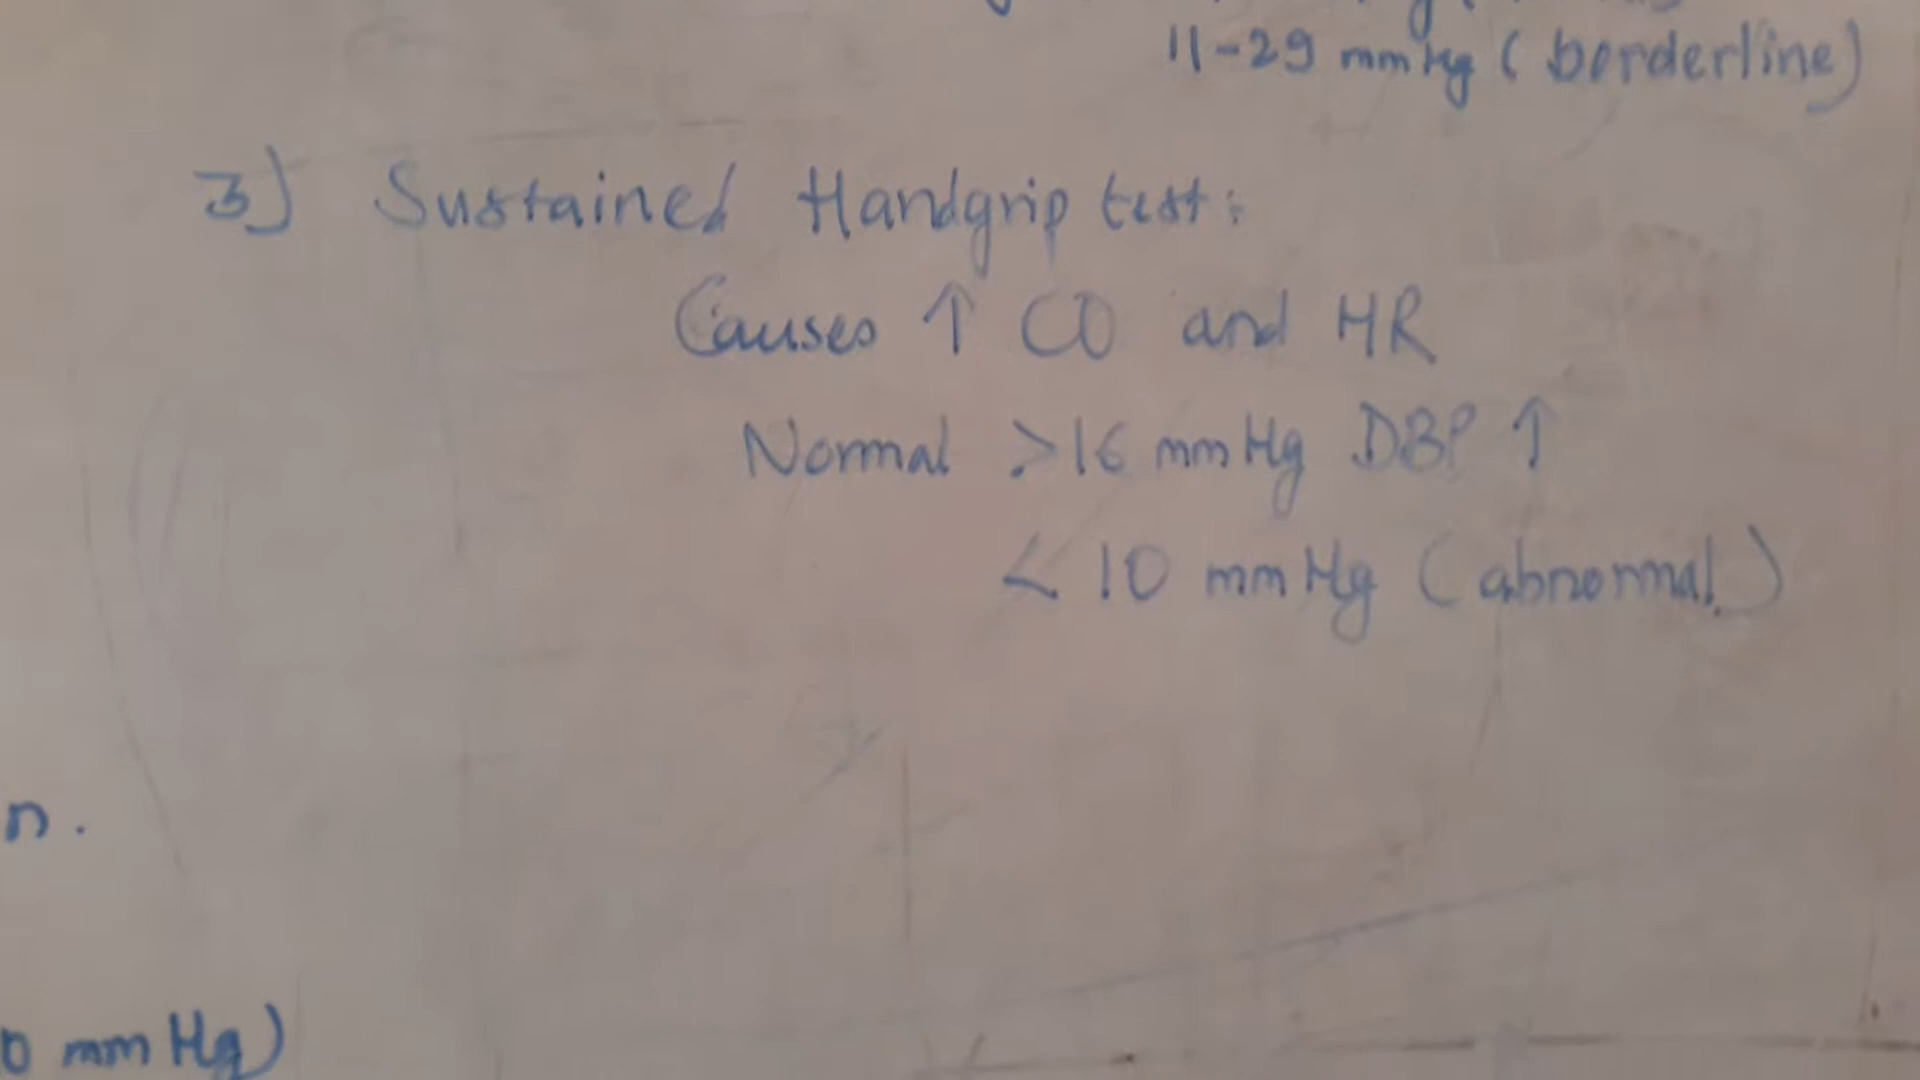 11-29 mmHg (borderline)
3) Sustained Handgrip test:
Causes ↑ CO and HR
Normal >16 mmHg DBP ↑
< 10 mmHg (abnormal)
n.
0 mmHg)